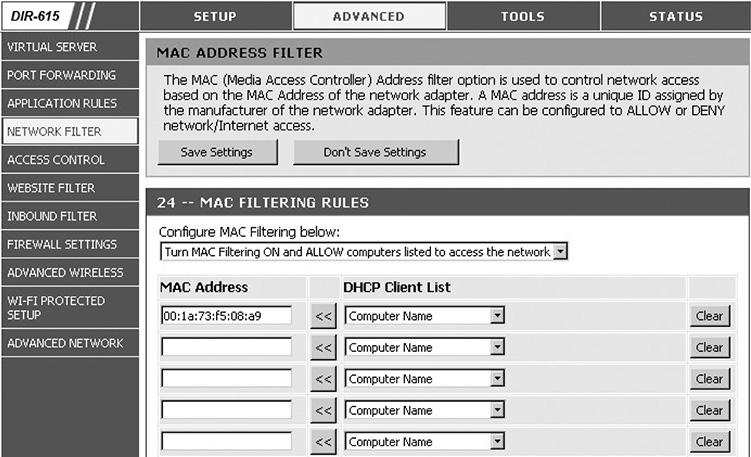 DIR-615
SETUP
ADVANCED
TOOLS
STATUS
VIRTUAL SERVER
PORT FORWARDING
APPLICATION RULES
NETWORK FILTER
ACCESS CONTROL
WEBSITE FILTER
INBOUND FILTER
FIREWALL SETTINGS
ADVANCED WIRELESS
WI-FI PROTECTED
SETUP
ADVANCED NETWORK
MAC ADDRESS FILTER
The MAC (Media Access Controller) Address filter option is used to control network access
based on the MAC Address of the network adapter. A MAC address is a unique ID assigned by
the manufacturer of the network adapter. This feature can be configured to ALLOW or DENY
network/Internet access.
Save Settings
Don't Save Settings
24 -- MAC FILTERING RULES
Configure MAC Filtering below:
Turn MAC Filtering ON and ALLOW computers listed to access the network
MAC Address
DHCP Client List
00:1a:73:f5:08:a9 << Computer Name Clear
<< Computer Name Clear
<< Computer Name Clear
<< Computer Name Clear
<< Computer Name Clear